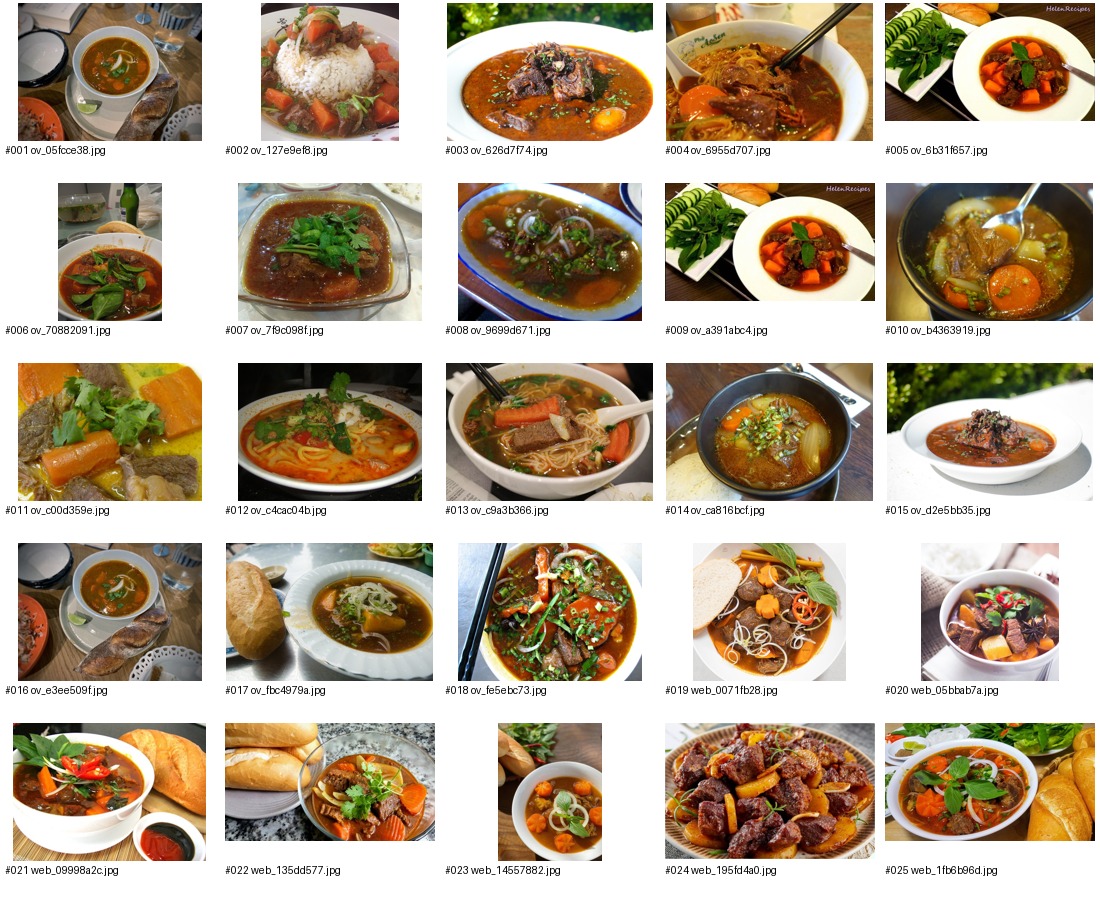 HelenRecipes
#001 ov_05fcce38.jpg
#002 ov_127e9ef8.jpg
#003 ov_626d7f74.jpg
#004 ov_6955d707.jpg
#005 ov_6b31f657.jpg
HelenRecipes
#006 ov_70882091.jpg
#007 ov_7f9c098f.jpg
#008 ov_9699d671.jpg
#009 ov_a391abc4.jpg
#010 ov_b4363919.jpg
#011 ov_c00d359e.jpg
#012 ov_c4cac04b.jpg
#013 ov_c9a3b366.jpg
#014 ov_ca816bcf.jpg
#015 ov_d2e5bb35.jpg
#016 ov_e3ee509f.jpg
#017 ov_fbc4979a.jpg
#018 ov_fe5ebc73.jpg
#019 web_0071fb28.jpg
#020 web_05bbab7a.jpg
#021 web_09998a2c.jpg
#022 web_135dd577.jpg
#023 web_14557882.jpg
#024 web_195fd4a0.jpg
#025 web_1fb6b96d.jpg